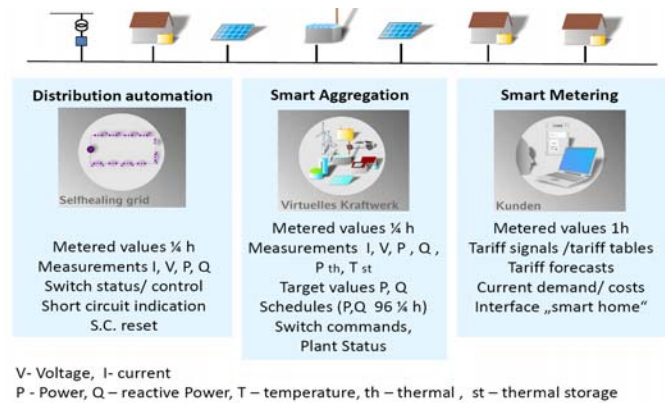 Distribution automation
Selfhealing grid
Metered values ¼ h
Measurements I, V, P, Q
Switch status/ control
Short circuit indication
S.C. reset
Smart Aggregation
Virtuelles Kraftwerk
Metered values ¼ h
Measurements I, V, P , Q ,
P th, T st
Target values P, Q
Schedules (P,Q 96 ¼ h)
Switch commands,
Plant Status
Smart Metering
Kunden
Metered values 1h
Tariff signals /tariff tables
Tariff forecasts
Current demand/ costs
Interface „smart home“
V- Voltage, I- current
P - Power, Q – reactive Power, T – temperature, th – thermal , st – thermal storage